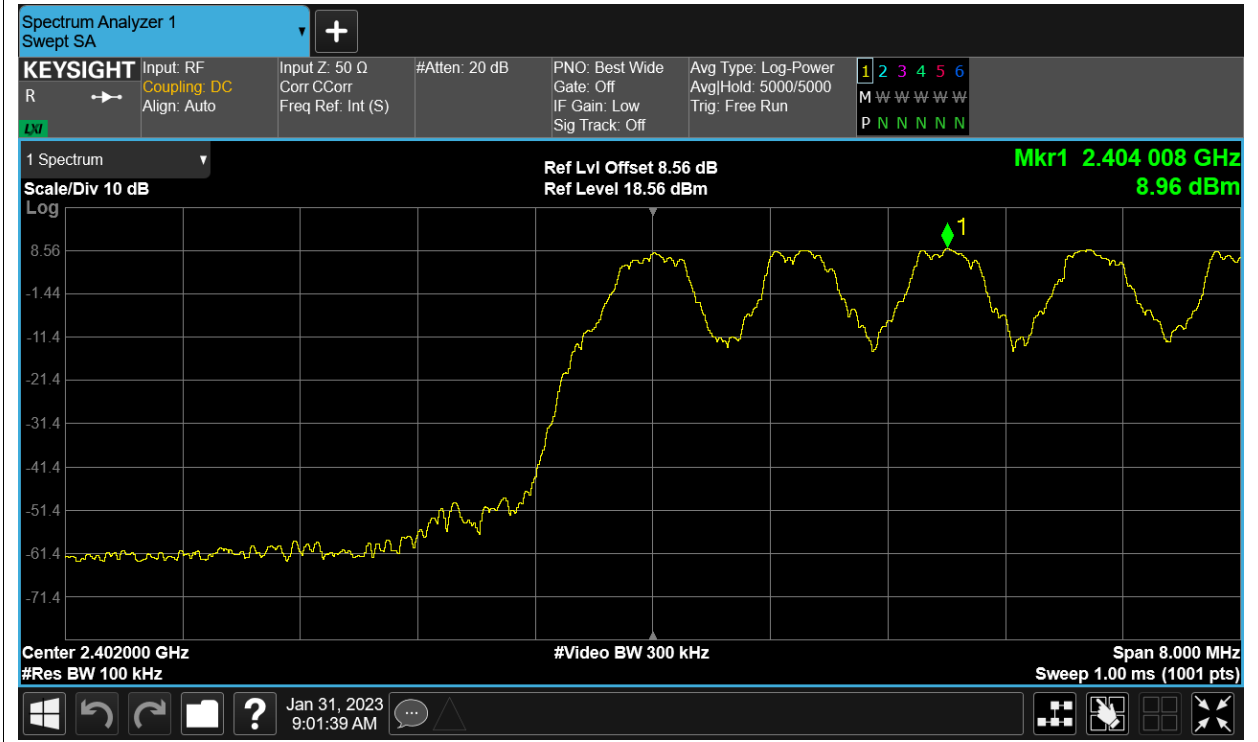 Spectrum Analyzer 1
Swept SA
+
KEYSIGHT Input: RF Input Z: 50 Ω #Atten: 20 dB PNO: Best Wide Avg Type: Log-Power 1 2 3 4 5 6
R Coupling: DC Corr CCorr Gate: Off Avg|Hold: 5000/5000 M W W W W W W
Align: Auto Freq Ref: Int (S) IF Gain: Low Trig: Free Run
LXI Sig Track: Off P N N N N N N
1 Spectrum Ref Lvl Offset 8.56 dB Mkr1 2.404 008 GHz
Scale/Div 10 dB Ref Level 18.56 dBm 8.96 dBm
Log
1
8.56
-1.44
-11.4
-21.4
-31.4
-41.4
-51.4
-61.4
-71.4
Center 2.402000 GHz #Video BW 300 kHz Span 8.000 MHz
#Res BW 100 kHz Sweep 1.00 ms (1001 pts)
? Jan 31, 2023
9:01:39 AM